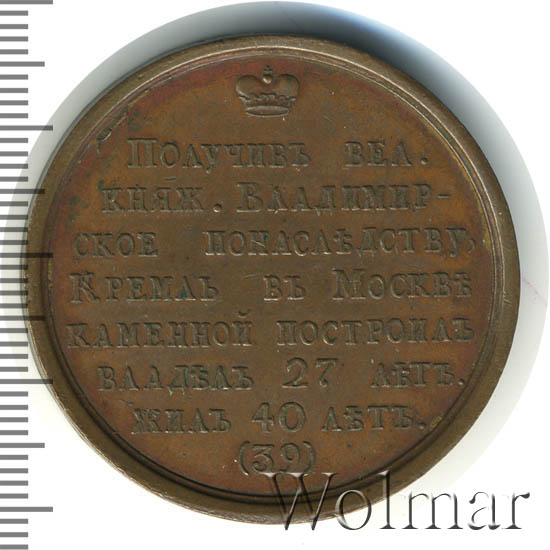 Получивъ вел.
княж. Владимир-
ское понаслѣдству,
Кремль въ Москвѣ
каменной построилъ
владѣлъ 27 лѣтъ.
жилъ 40 лѣтъ.
(39)
Wolmar